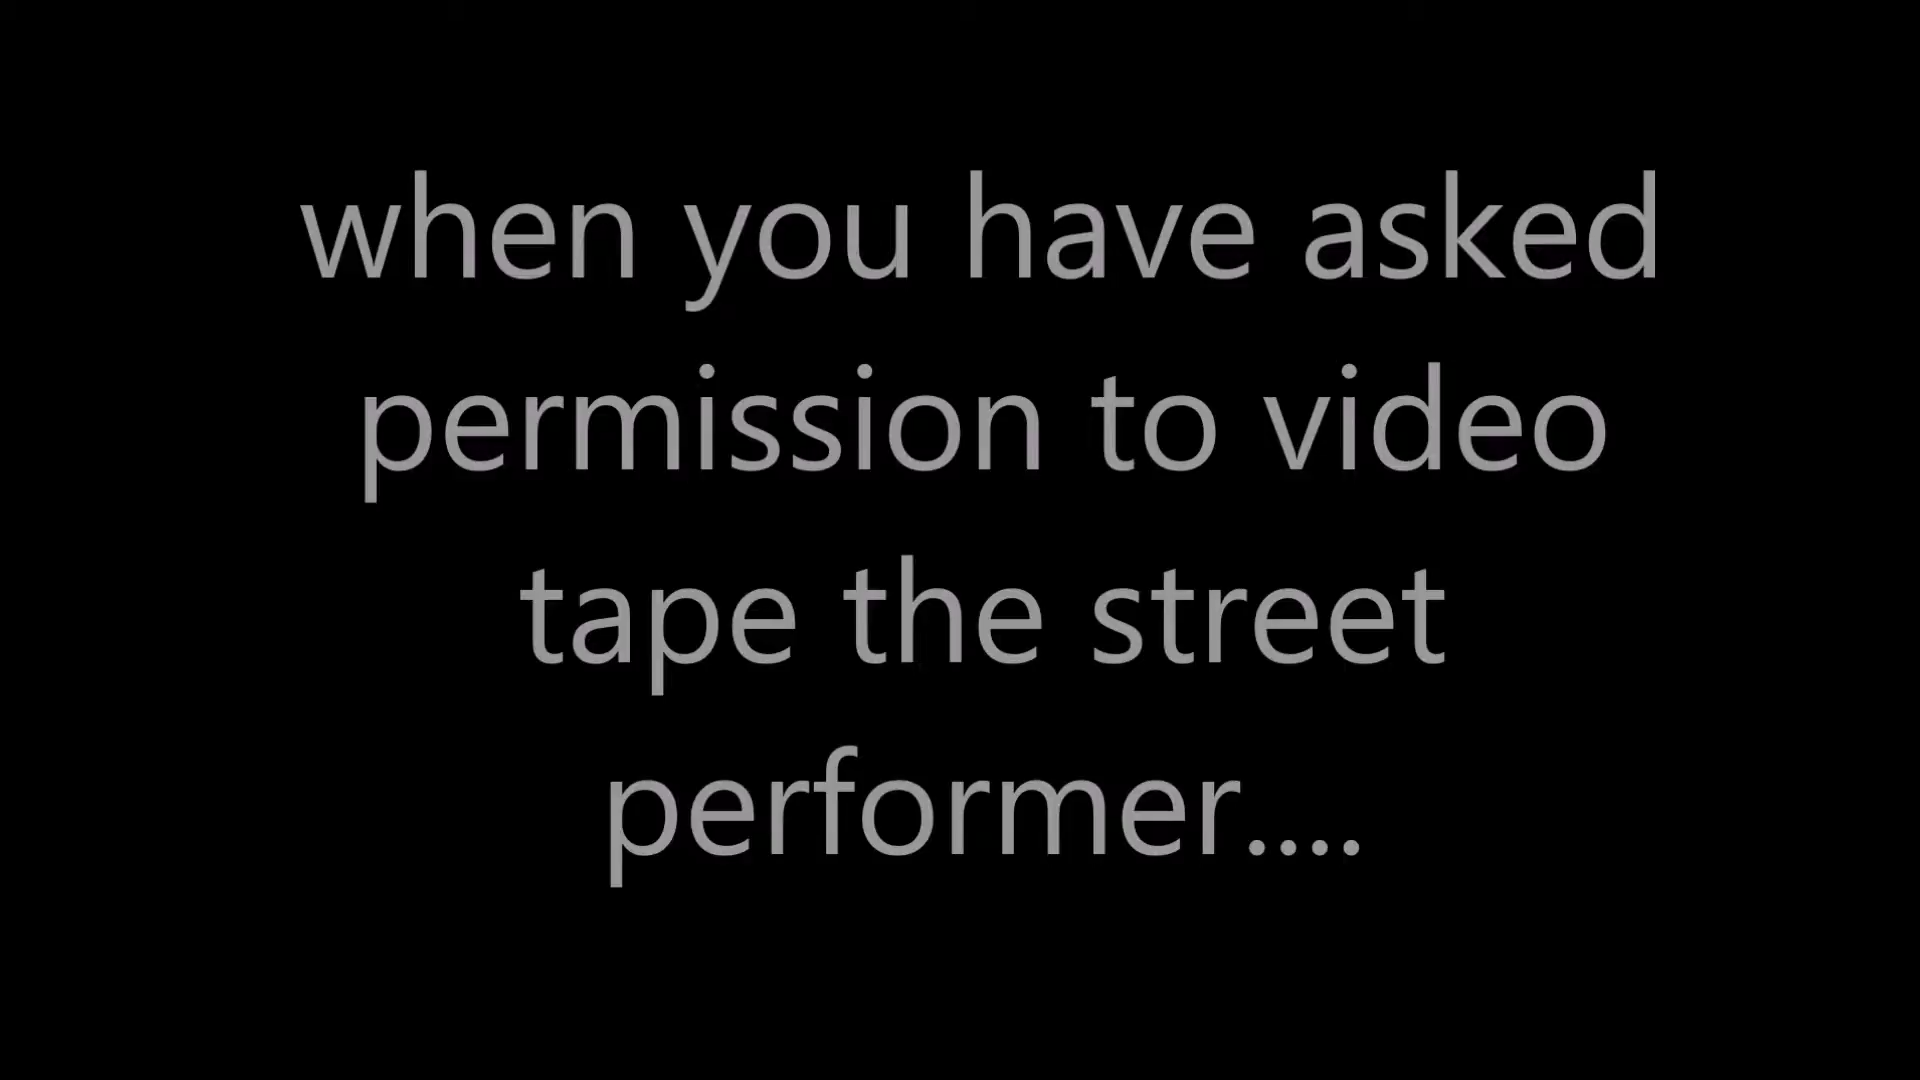 when you have asked
permission to video
tape the street
performer....